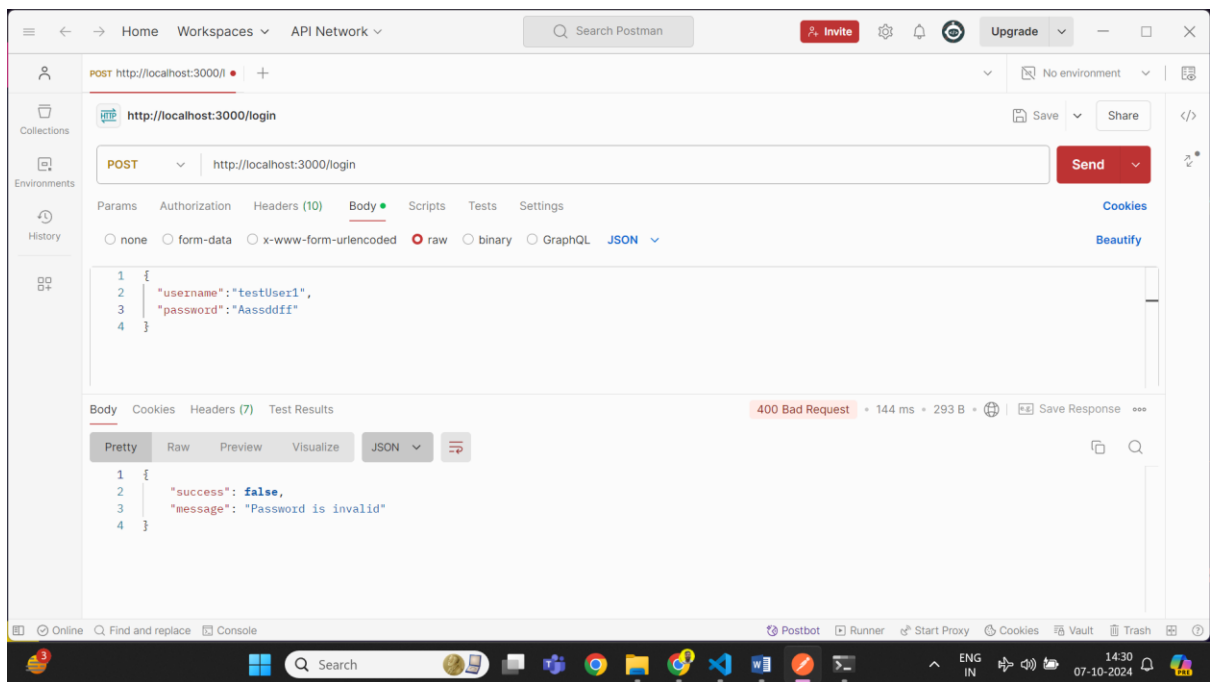 Home Workspaces API Network Search Postman Invite Upgrade
POST http://localhost:3000/l No environment
HTTP http://localhost:3000/login Save Share
Collections
POST http://localhost:3000/login Send
Environments
Params Authorization Headers (10) Body Scripts Tests Settings Cookies
History
none form-data x-www-form-urlencoded raw binary GraphQL JSON Beautify
1 {
2 "username":"testUser1",
3 "password":"Aassddff"
4 }
Body Cookies Headers (7) Test Results 400 Bad Request 144 ms 293 B Save Response
Pretty Raw Preview Visualize JSON
1 {
2 "success": false,
3 "message": "Password is invalid"
4 }
Online Find and replace Console Postbot Runner Start Proxy Cookies Vault Trash
3 Search ENG 14:30
IN 07-10-2024